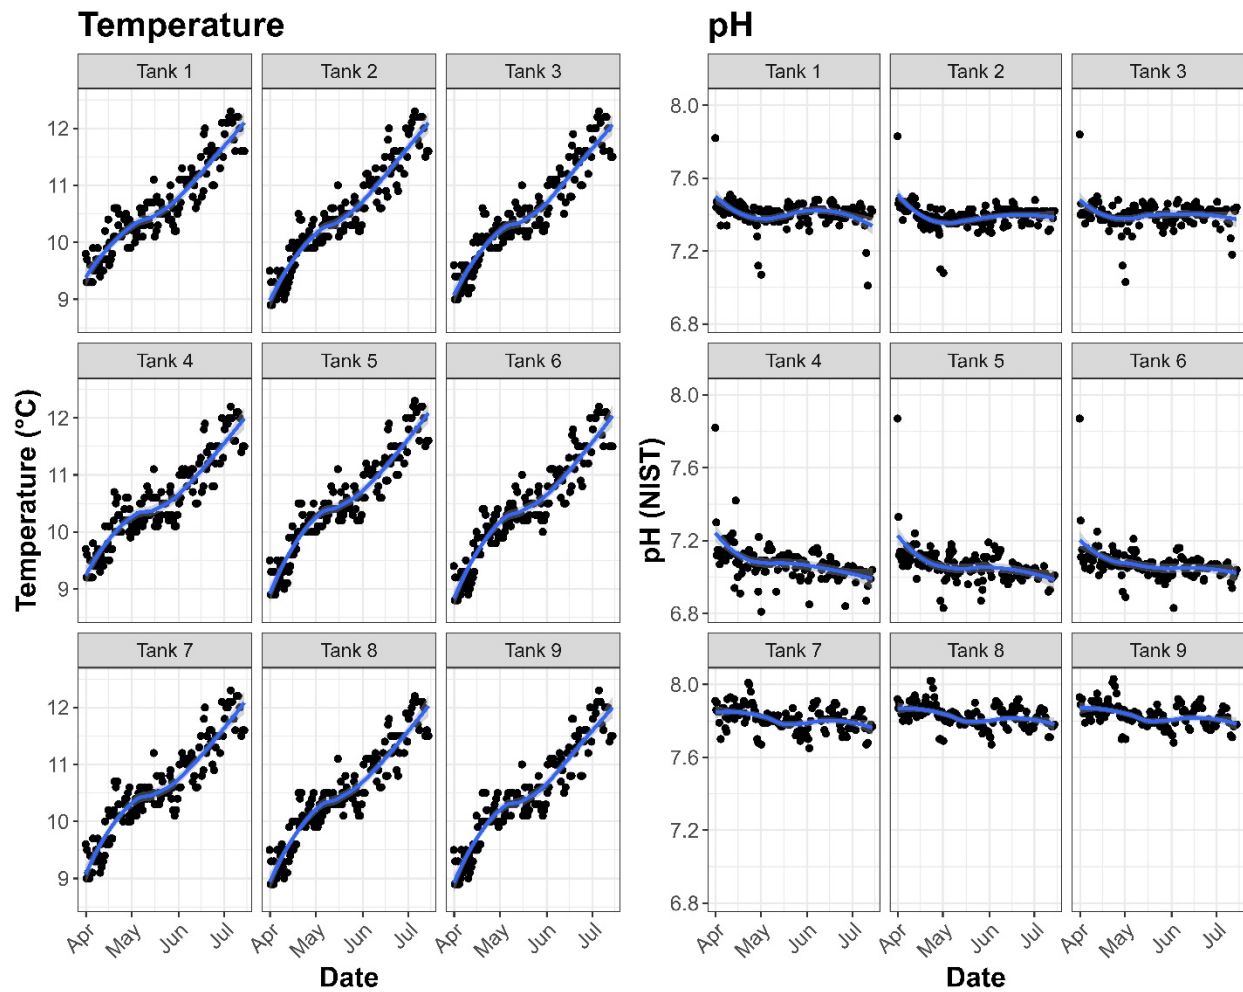 Temperature
Tank 1 Tank 2 Tank 3
12
11
10
9
Tank 4 Tank 5 Tank 6
12
11
10
9
Tank 7 Tank 8 Tank 9
12
11
10
9
Apr May Jun Jul Apr May Jun Jul Apr May Jun Jul
Temperature (°C)
Date
pH
Tank 1 Tank 2 Tank 3
8.0
7.6
7.2
6.8
Tank 4 Tank 5 Tank 6
8.0
7.6
7.2
6.8
Tank 7 Tank 8 Tank 9
8.0
7.6
7.2
6.8
Apr May Jun Jul Apr May Jun Jul Apr May Jun Jul
pH (NIST)
Date